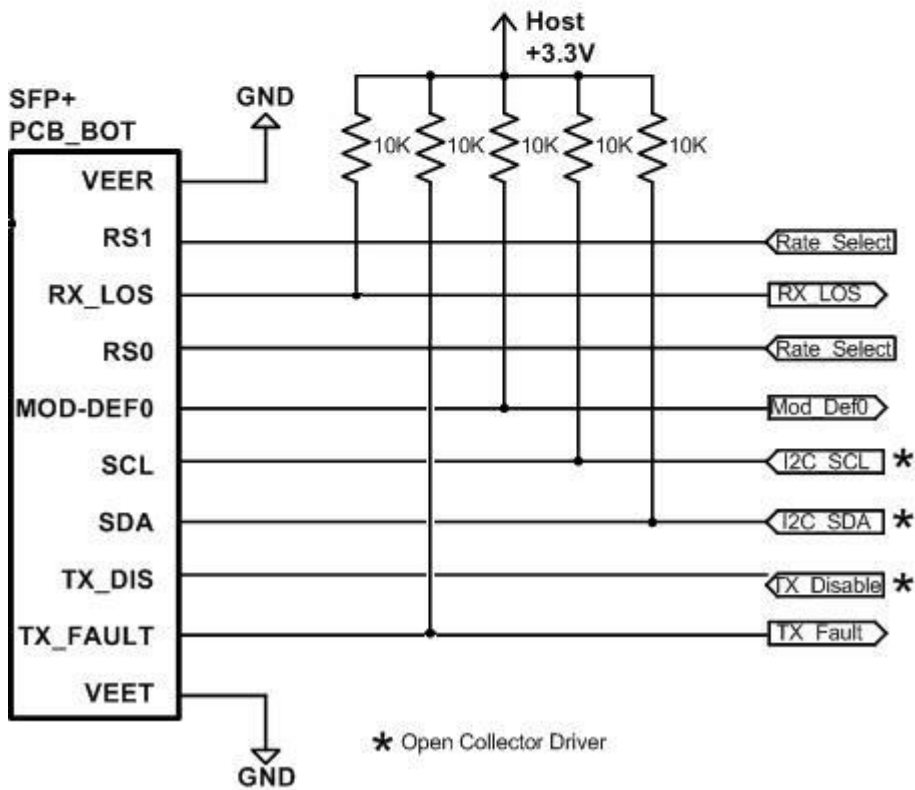 Host
+3.3V
SFP+
PCB_BOT
GND
10K
10K
10K
10K
10K
VEER
RS1
Rate_Select
RX_LOS
RX_LOS
RS0
Rate_Select
MOD-DEF0
Mod_Def0
SCL
I2C_SCL *
SDA
I2C_SDA *
TX_DIS
TX_Disable *
TX_FAULT
TX_Fault
VEET
* Open Collector Driver
GND